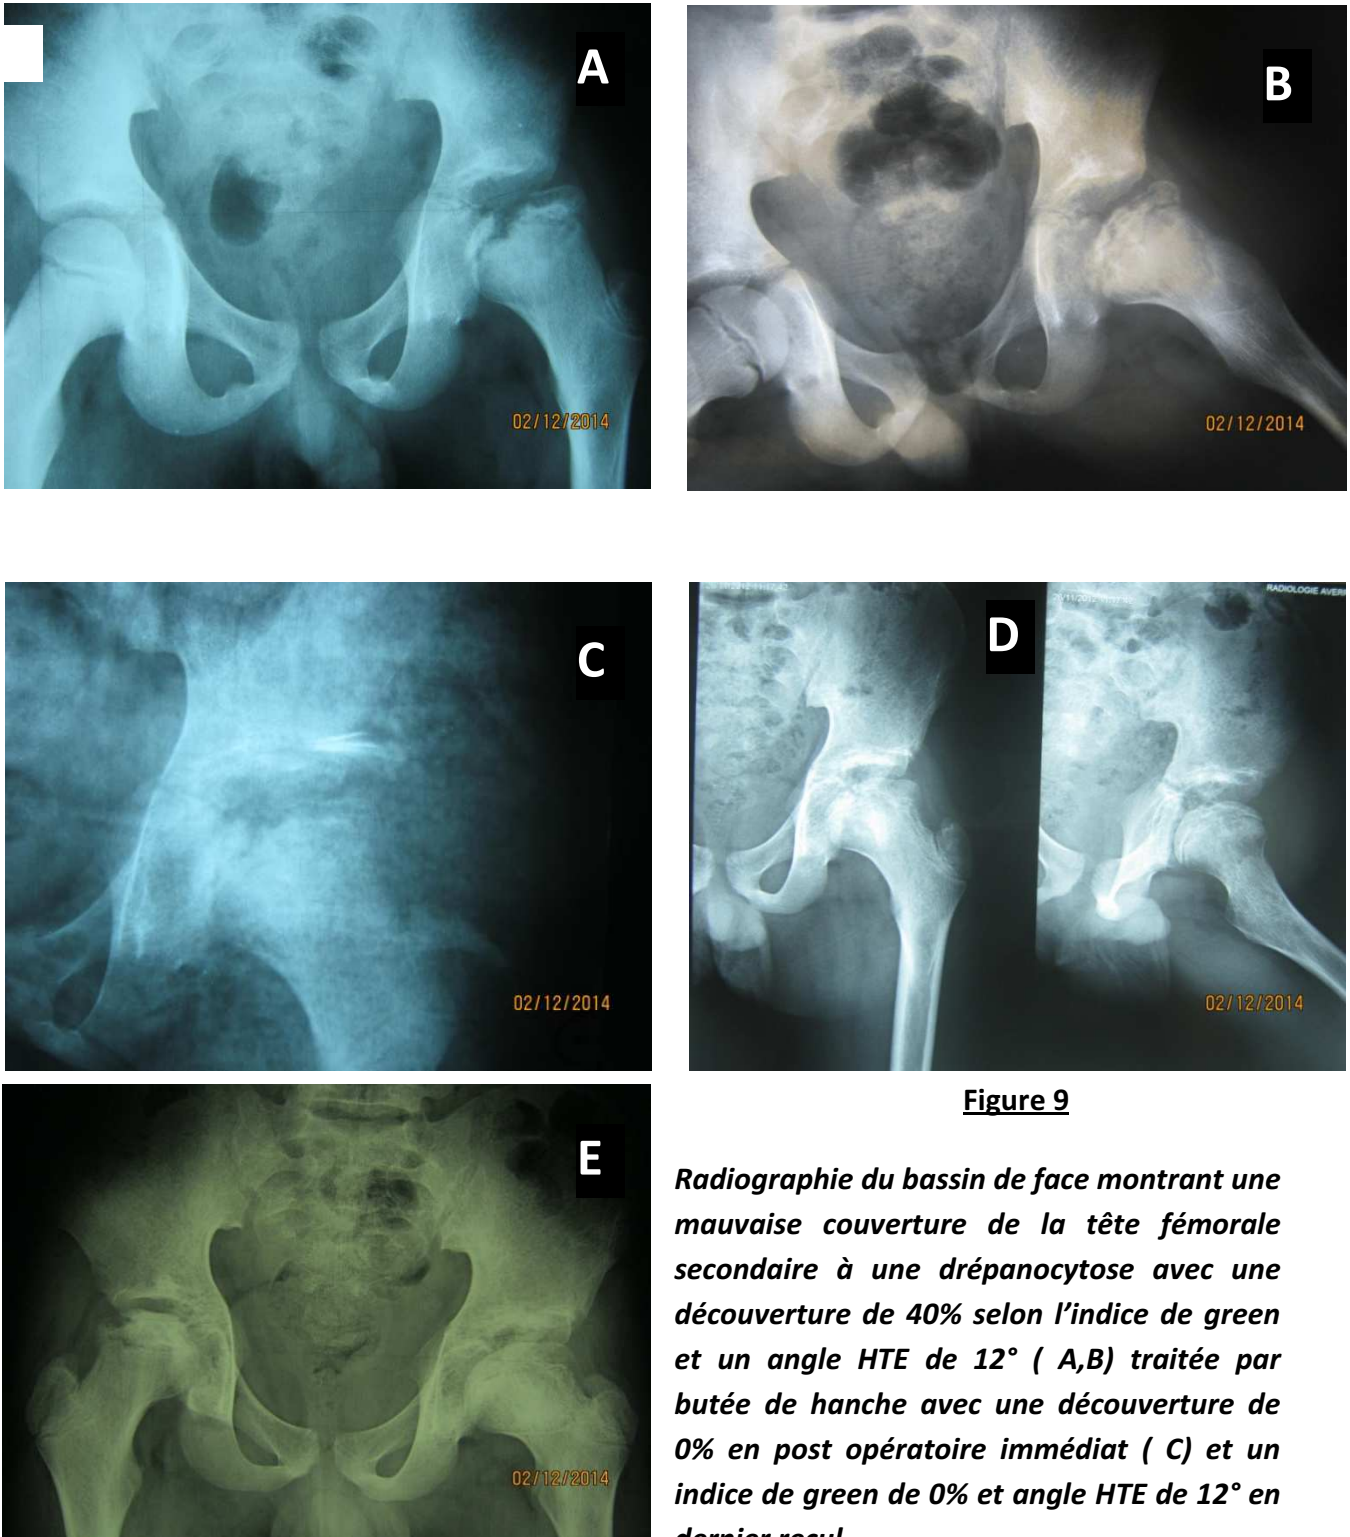 A
02/12/2014
B
02/12/2014
C
02/12/2014
D
RADIOLOGIE
02/12/2014
E
02/12/2014
Figure 9
Radiographie du bassin de face montrant une
mauvaise couverture de la tête fémorale
secondaire à une drépanocytose avec une
découverture de 40% selon l’indice de green
et un angle HTE de 12° ( A,B) traitée par
butée de hanche avec une découverture de
0% en post opératoire immédiat ( C) et un
indice de green de 0% et angle HTE de 12° en
dernier recul